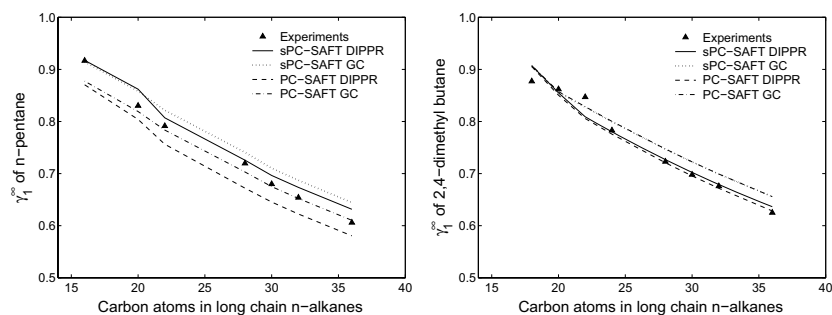 Experiments
sPC-SAFT DIPPR
sPC-SAFT GC
PC-SAFT DIPPR
PC-SAFT GC
1.0
0.9
0.8
0.7
0.6
0.5
15 20 25 30 35 40
γ₁^∞ of n-pentane
Carbon atoms in long chain n-alkanes
Experiments
sPC-SAFT DIPPR
sPC-SAFT GC
PC-SAFT DIPPR
PC-SAFT GC
1.0
0.9
0.8
0.7
0.6
0.5
15 20 25 30 35 40
γ₁^∞ of 2,4-dimethyl butane
Carbon atoms in long chain n-alkanes